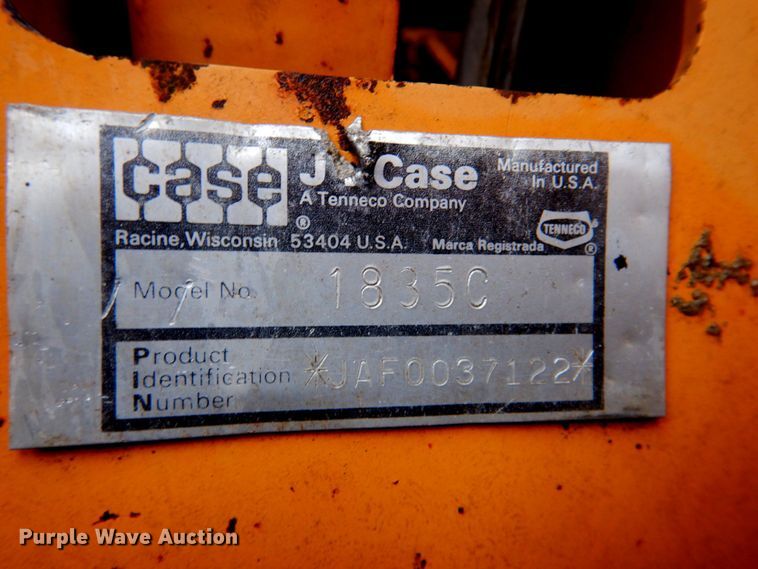 case
J I Case
A Tenneco Company
Manufactured
In U.S.A.
®
TENNECO
®
Racine, Wisconsin 53404 U.S.A. Marca Registrada
Model No. 1835C
Product
Identification
Number
*JAF0037122*
Purple Wave Auction